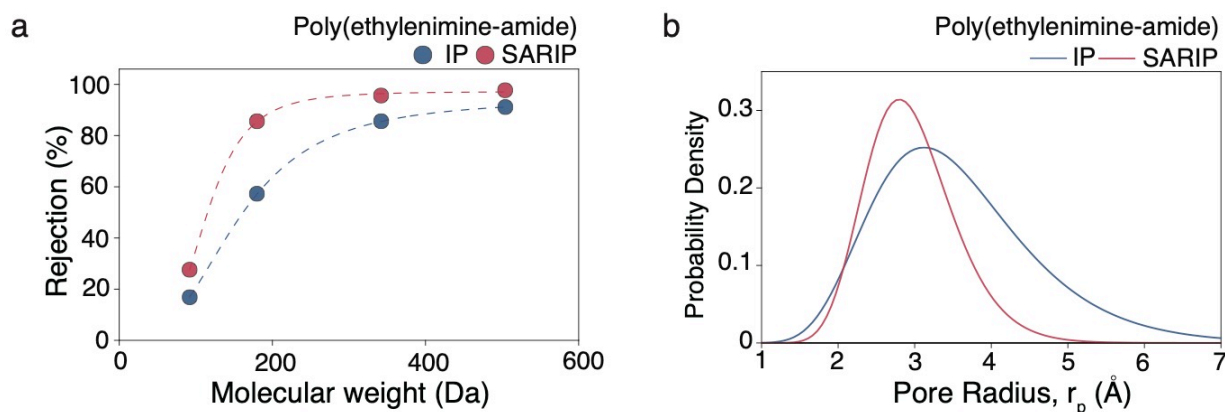 a
Poly(ethylenimine-amide)
IP SARIP
100
80
60
40
20
0
Rejection (%)
0 200 400 600
Molecular weight (Da)
b
Poly(ethylenimine-amide)
IP SARIP
0.3
0.2
0.1
0
Probability Density
1 2 3 4 5 6 7
Pore Radius, rp (Å)